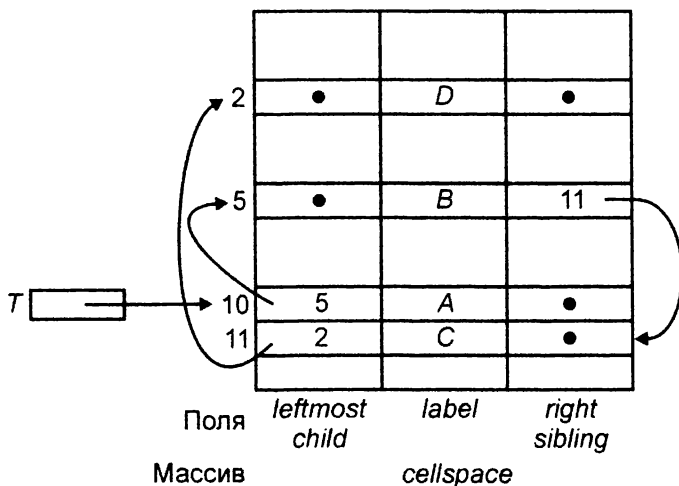 2 • D •
5 • B 11
T 10 5 A •
11 2 C •
Поля leftmost child label right sibling
Массив cellspace